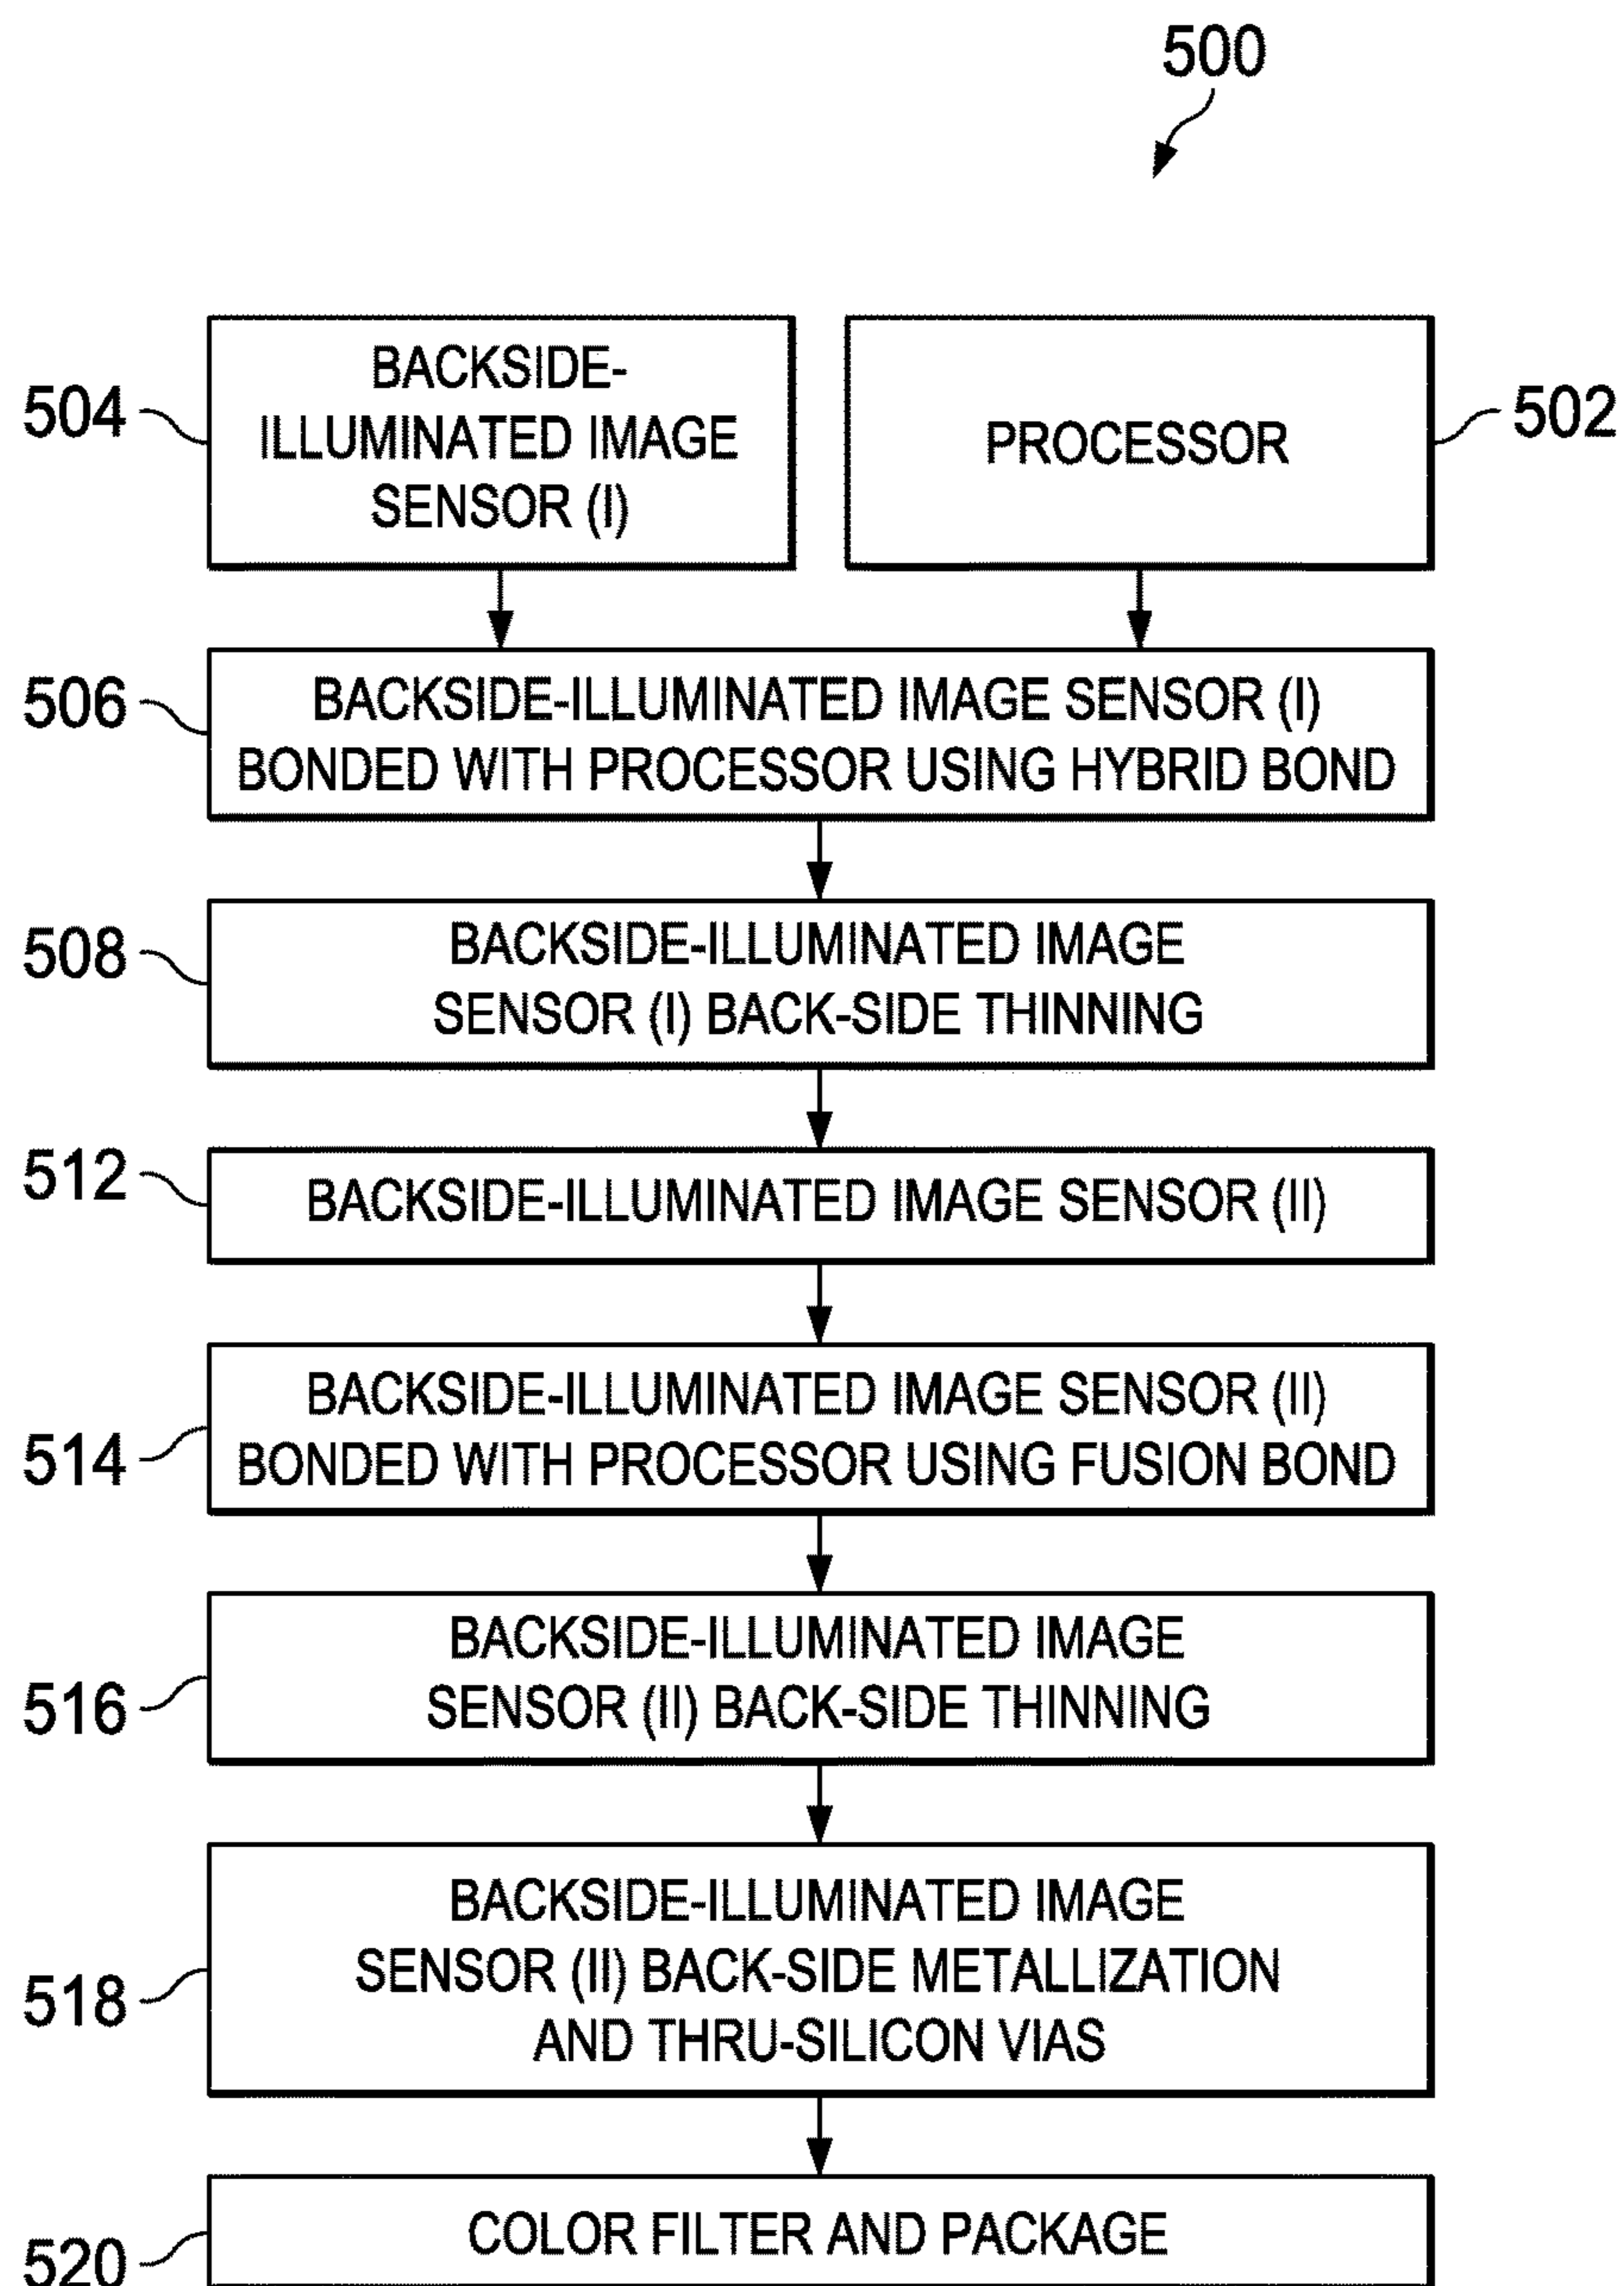 500
504
BACKSIDE-
ILLUMINATED IMAGE
SENSOR (I)
PROCESSOR
502
506
BACKSIDE-ILLUMINATED IMAGE SENSOR (I)
BONDED WITH PROCESSOR USING HYBRID BOND
508
BACKSIDE-ILLUMINATED IMAGE
SENSOR (I) BACK-SIDE THINNING
512
BACKSIDE-ILLUMINATED IMAGE SENSOR (II)
514
BACKSIDE-ILLUMINATED IMAGE SENSOR (II)
BONDED WITH PROCESSOR USING FUSION BOND
516
BACKSIDE-ILLUMINATED IMAGE
SENSOR (II) BACK-SIDE THINNING
518
BACKSIDE-ILLUMINATED IMAGE
SENSOR (II) BACK-SIDE METALLIZATION
AND THRU-SILICON VIAS
520
COLOR FILTER AND PACKAGE